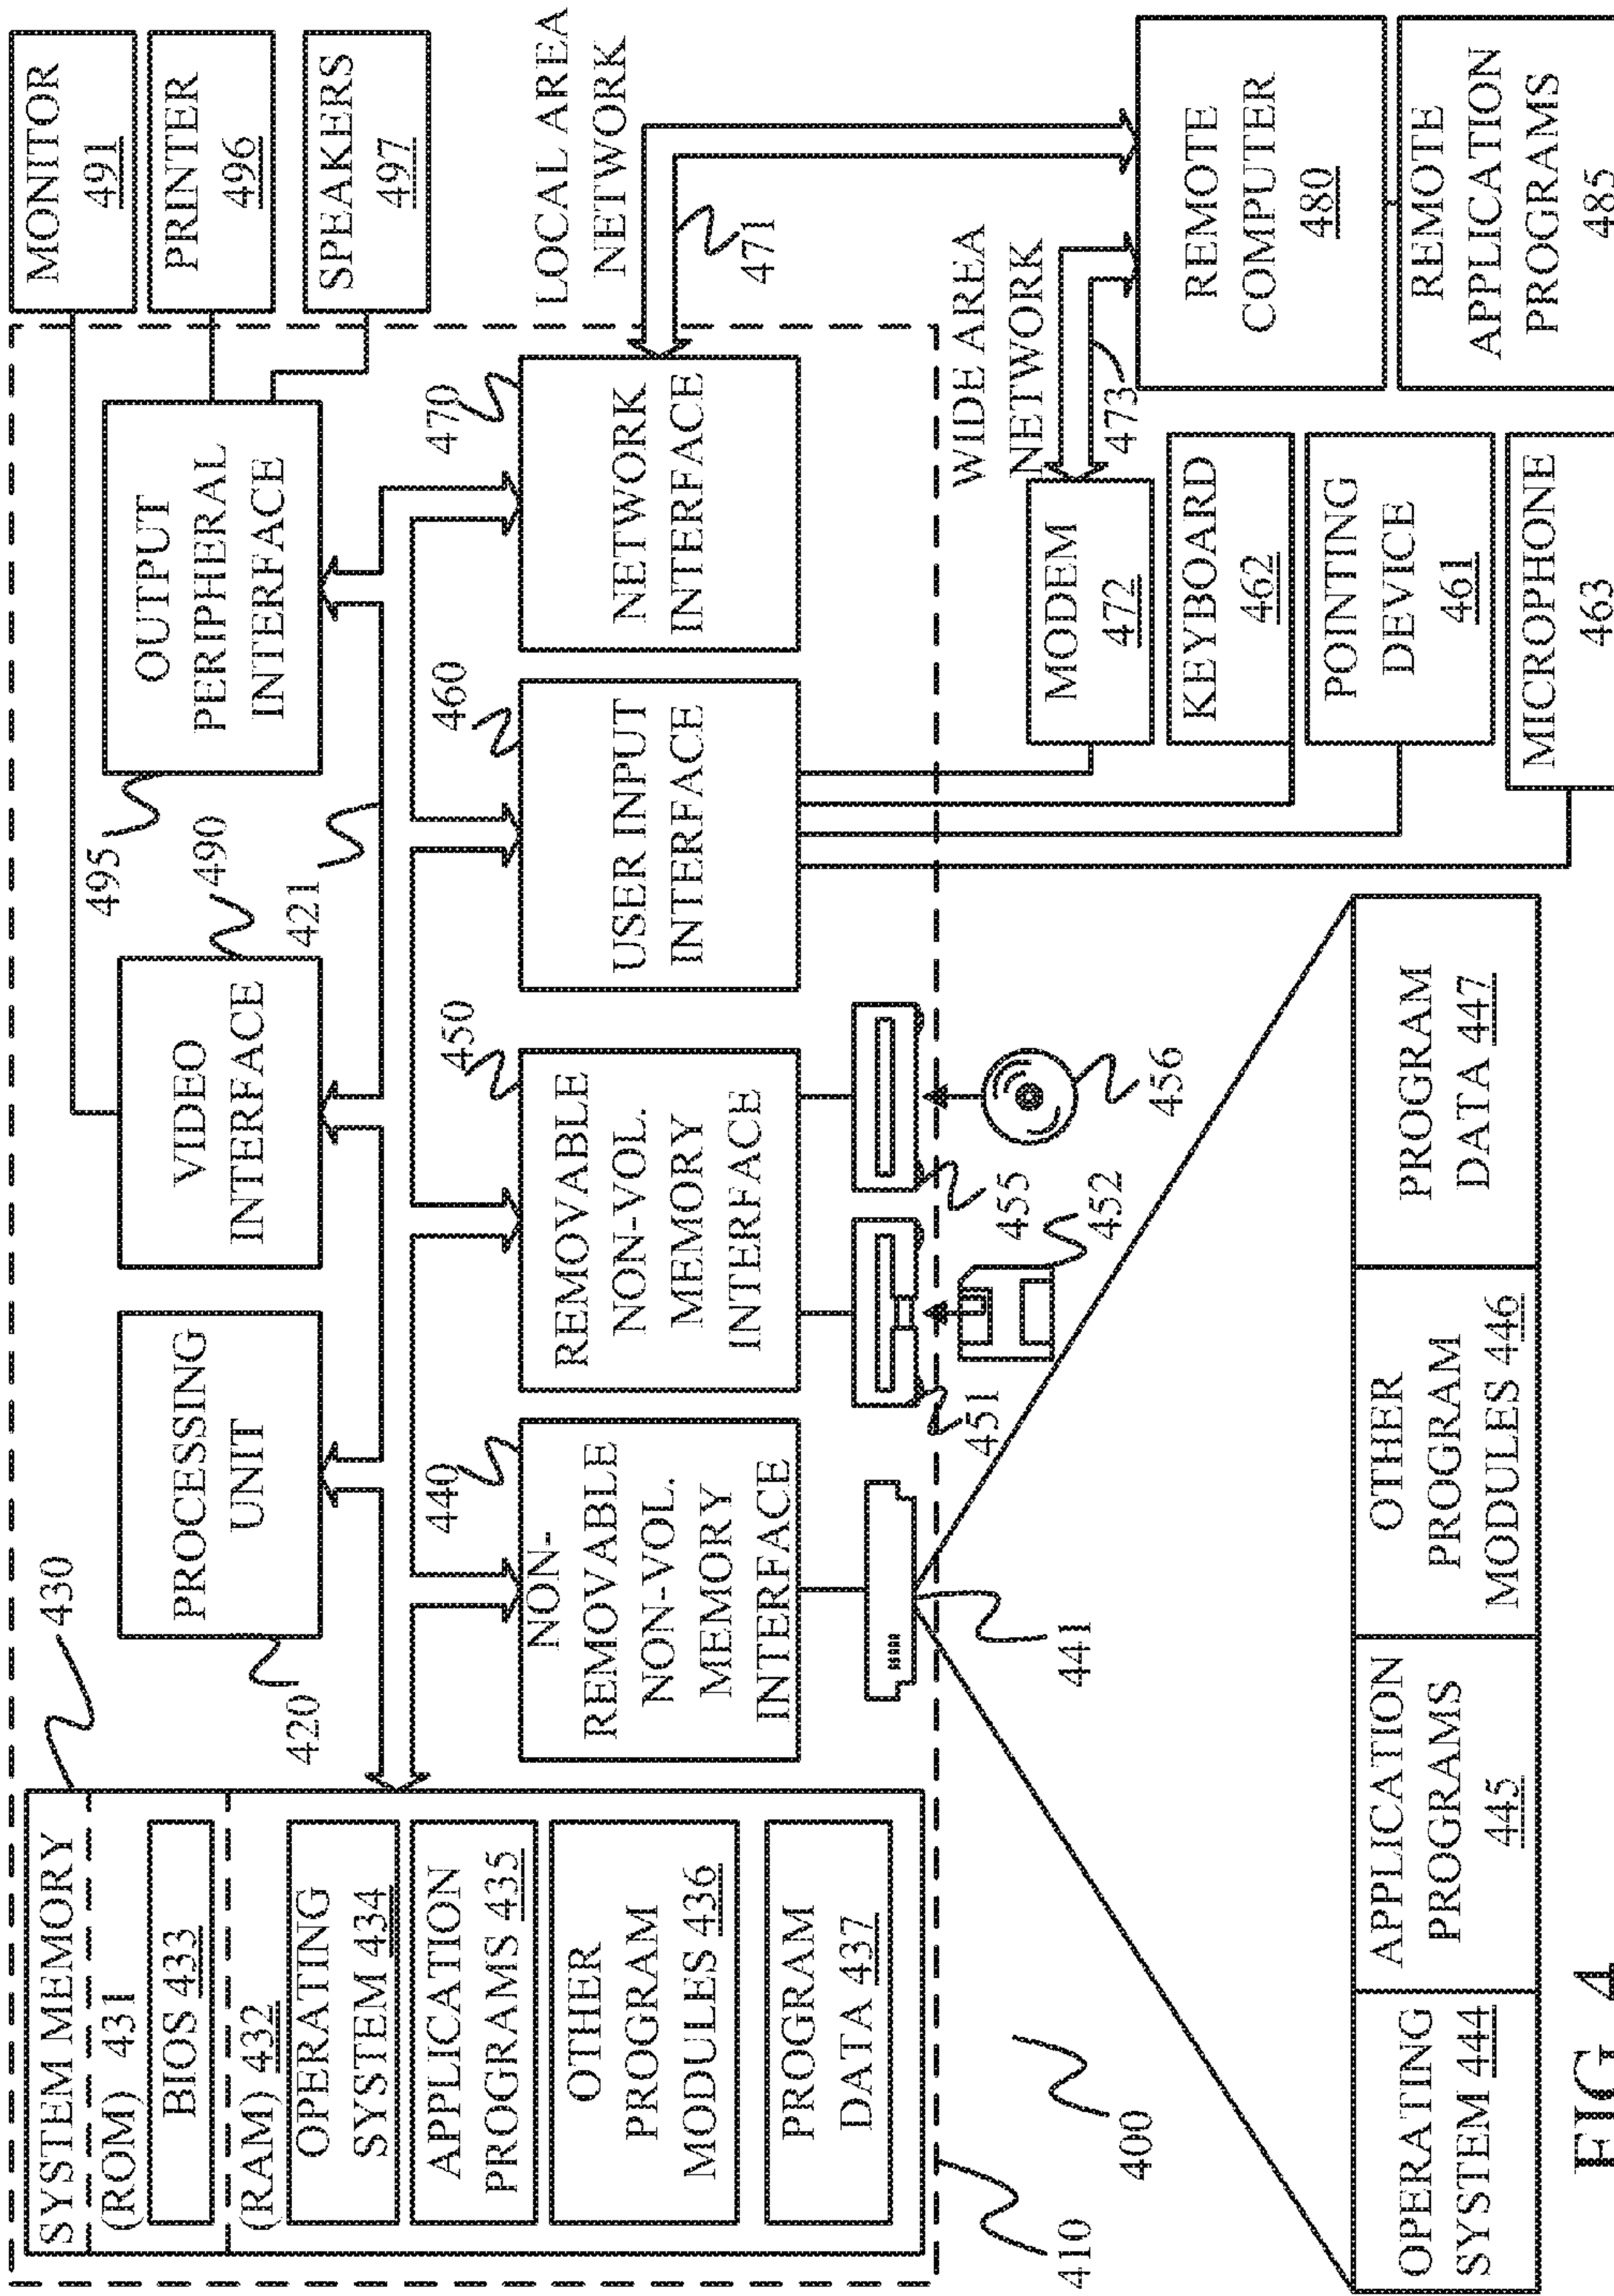 SYSTEM MEMORY
(ROM) 431
BIOS 433
(RAM) 432
OPERATING
SYSTEM 434
APPLICATION
PROGRAMS 435
OTHER
PROGRAM
MODULES 436
PROGRAM
DATA 437
430
420
PROCESSING
UNIT
VIDEO
INTERFACE
490
421
495
OUTPUT
PERIPHERAL
INTERFACE
MONITOR
491
PRINTER
496
SPEAKERS
497
440
NON-
REMOVABLE
NON-VOL.
MEMORY
INTERFACE
450
REMOVABLE
NON-VOL.
MEMORY
INTERFACE
460
USER INPUT
INTERFACE
470
NETWORK
INTERFACE
LOCAL AREA
NETWORK
471
WIDE AREA
NETWORK
473
441
451
452
455
456
MODEM
472
KEYBOARD
462
POINTING
DEVICE
461
MICROPHONE
463
REMOTE
COMPUTER
480
REMOTE
APPLICATION
PROGRAMS
485
410
400
OPERATING
SYSTEM 444
APPLICATION
PROGRAMS
445
OTHER
PROGRAM
MODULES 446
PROGRAM
DATA 447
FIG. 4